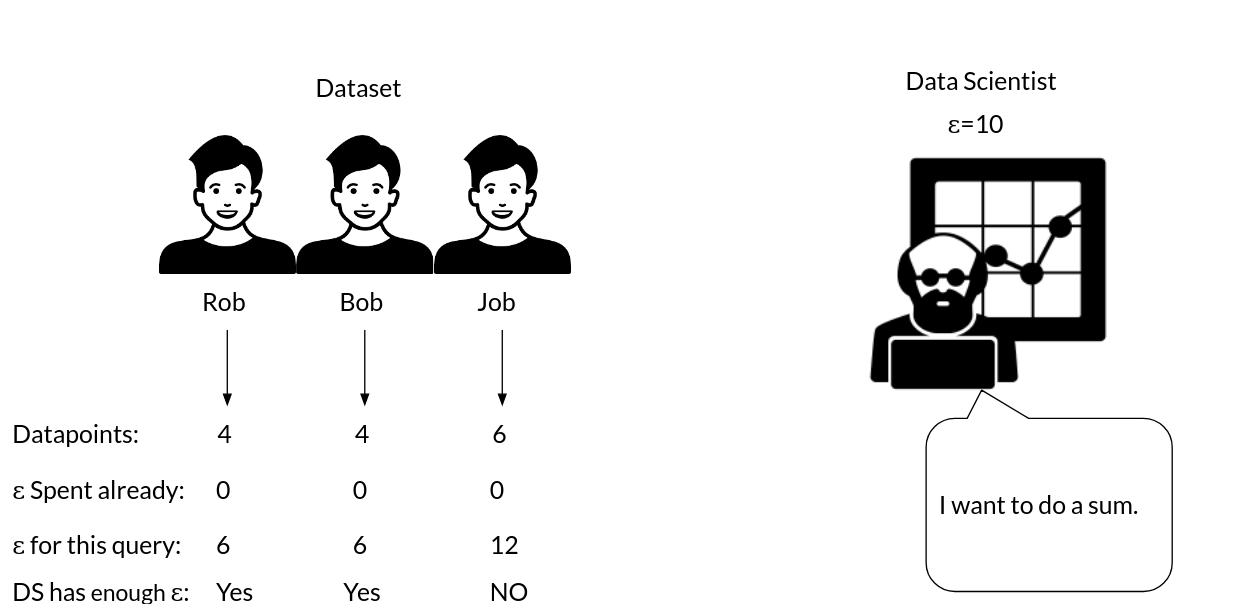 Dataset
Data Scientist
ε=10
Rob Bob Job
Datapoints: 4 4 6
ε Spent already: 0 0 0
I want to do a sum.
ε for this query: 6 6 12
DS has enough ε: Yes Yes NO